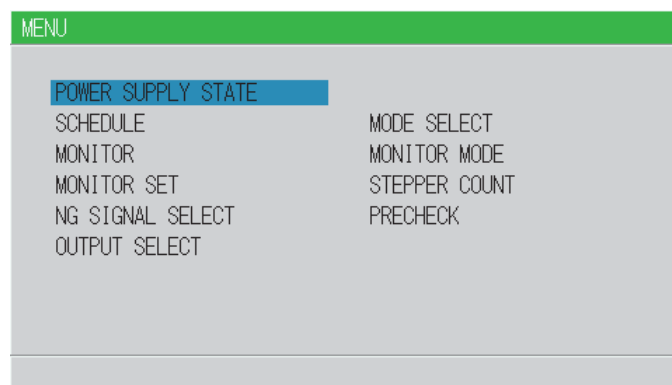 MENU
POWER SUPPLY STATE
SCHEDULE MODE SELECT
MONITOR MONITOR MODE
MONITOR SET STEPPER COUNT
NG SIGNAL SELECT PRECHECK
OUTPUT SELECT